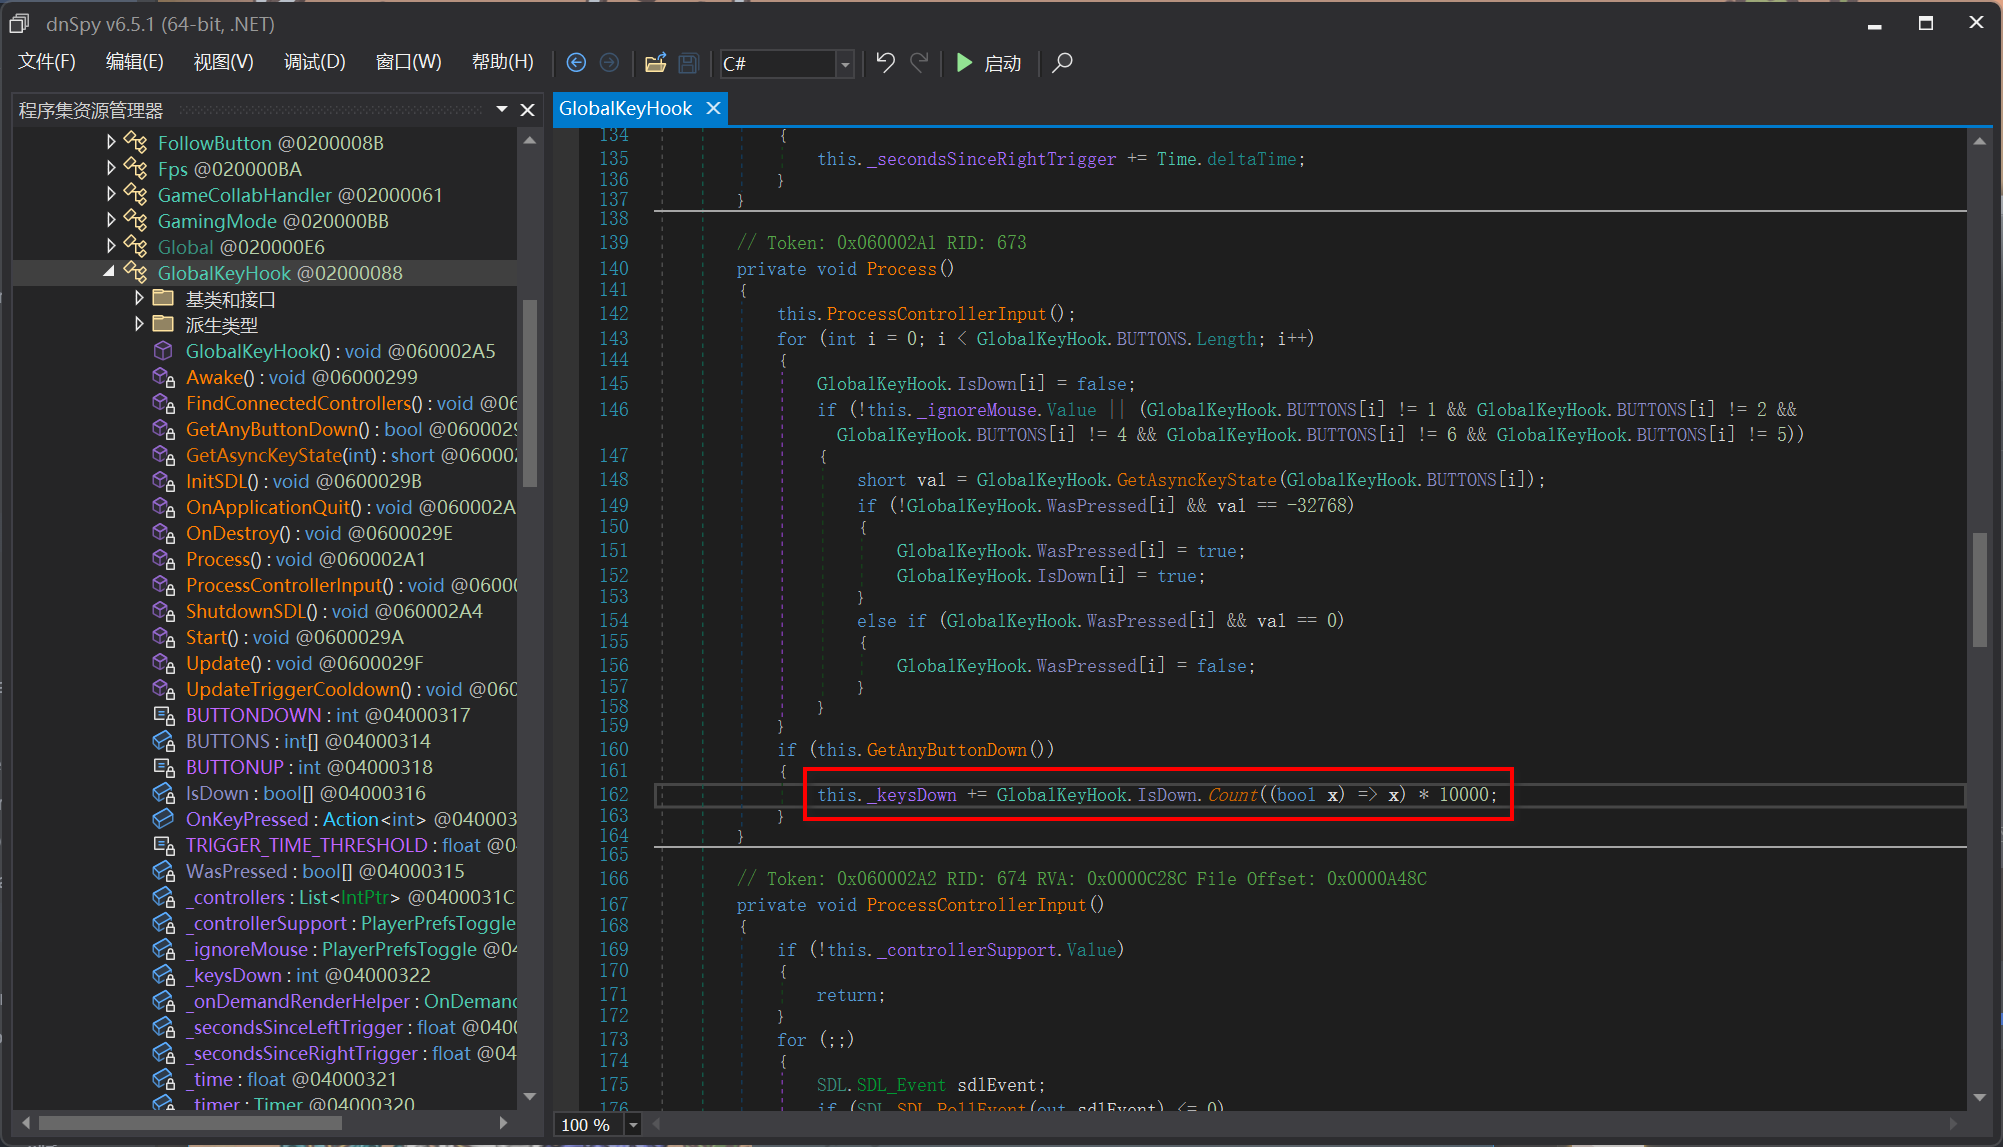 dnSpy v6.5.1 (64-bit, .NET)
文件(F) 编辑(E) 视图(V) 调试(D) 窗口(W) 帮助(H) C# 启动
程序集资源管理器
FollowButton @0200008B
Fps @020000BA
GameCollabHandler @02000061
GamingMode @020000BB
Global @020000E6
GlobalKeyHook @02000088
基类和接口
派生类型
GlobalKeyHook() : void @060002A5
Awake() : void @06000299
FindConnectedControllers() : void @06
GetAnyButtonDown() : bool @0600029
GetAsyncKeyState(int) : short @06000
InitSDL() : void @0600029B
OnApplicationQuit() : void @060002A
OnDestroy() : void @0600029E
Process() : void @060002A1
ProcessControllerInput() : void @0600
ShutdownSDL() : void @060002A4
Start() : void @0600029A
Update() : void @0600029F
UpdateTriggerCooldown() : void @060
BUTTONDOWN : int @04000317
BUTTONS : int[] @04000314
BUTTONUP : int @04000318
IsDown : bool[] @04000316
OnKeyPressed : Action<int> @040003
TRIGGER_TIME_THRESHOLD : float @0
WasPressed : bool[] @04000315
_controllers : List<IntPtr> @0400031C
_controllerSupport : PlayerPrefsToggle
_ignoreMouse : PlayerPrefsToggle @04
_keysDown : int @04000322
_onDemandRenderHelper : OnDemand
_secondsSinceLeftTrigger : float @040
_secondsSinceRightTrigger : float @04
_time : float @04000321
_timer : Timer @04000320
GlobalKeyHook
134 {
135 this._secondsSinceRightTrigger += Time.deltaTime;
136 }
137 }
138
139 // Token: 0x060002A1 RID: 673
140 private void Process()
141 {
142 this.ProcessControllerInput();
143 for (int i = 0; i < GlobalKeyHook.BUTTONS.Length; i++)
144 {
145 GlobalKeyHook.IsDown[i] = false;
146 if (!this._ignoreMouse.Value || (GlobalKeyHook.BUTTONS[i] != 1 && GlobalKeyHook.BUTTONS[i] != 2 &&
GlobalKeyHook.BUTTONS[i] != 4 && GlobalKeyHook.BUTTONS[i] != 6 && GlobalKeyHook.BUTTONS[i] != 5))
147 {
148 short val = GlobalKeyHook.GetAsyncKeyState(GlobalKeyHook.BUTTONS[i]);
149 if (!GlobalKeyHook.WasPressed[i] && val == -32768)
150 {
151 GlobalKeyHook.WasPressed[i] = true;
152 GlobalKeyHook.IsDown[i] = true;
153 }
154 else if (GlobalKeyHook.WasPressed[i] && val == 0)
155 {
156 GlobalKeyHook.WasPressed[i] = false;
157 }
158 }
159 }
160 if (this.GetAnyButtonDown())
161 {
162 this._keysDown += GlobalKeyHook.IsDown.Count((bool x) => x) * 10000;
163 }
164 }
165
166 // Token: 0x060002A2 RID: 674 RVA: 0x0000C28C File Offset: 0x0000A48C
167 private void ProcessControllerInput()
168 {
169 if (!this._controllerSupport.Value)
170 {
171 return;
172 }
173 for (;;)
174 {
175 SDL.SDL_Event sdlEvent;
176 if (SDL.SDL_PollEvent(out sdlEvent) <= 0)
100 %